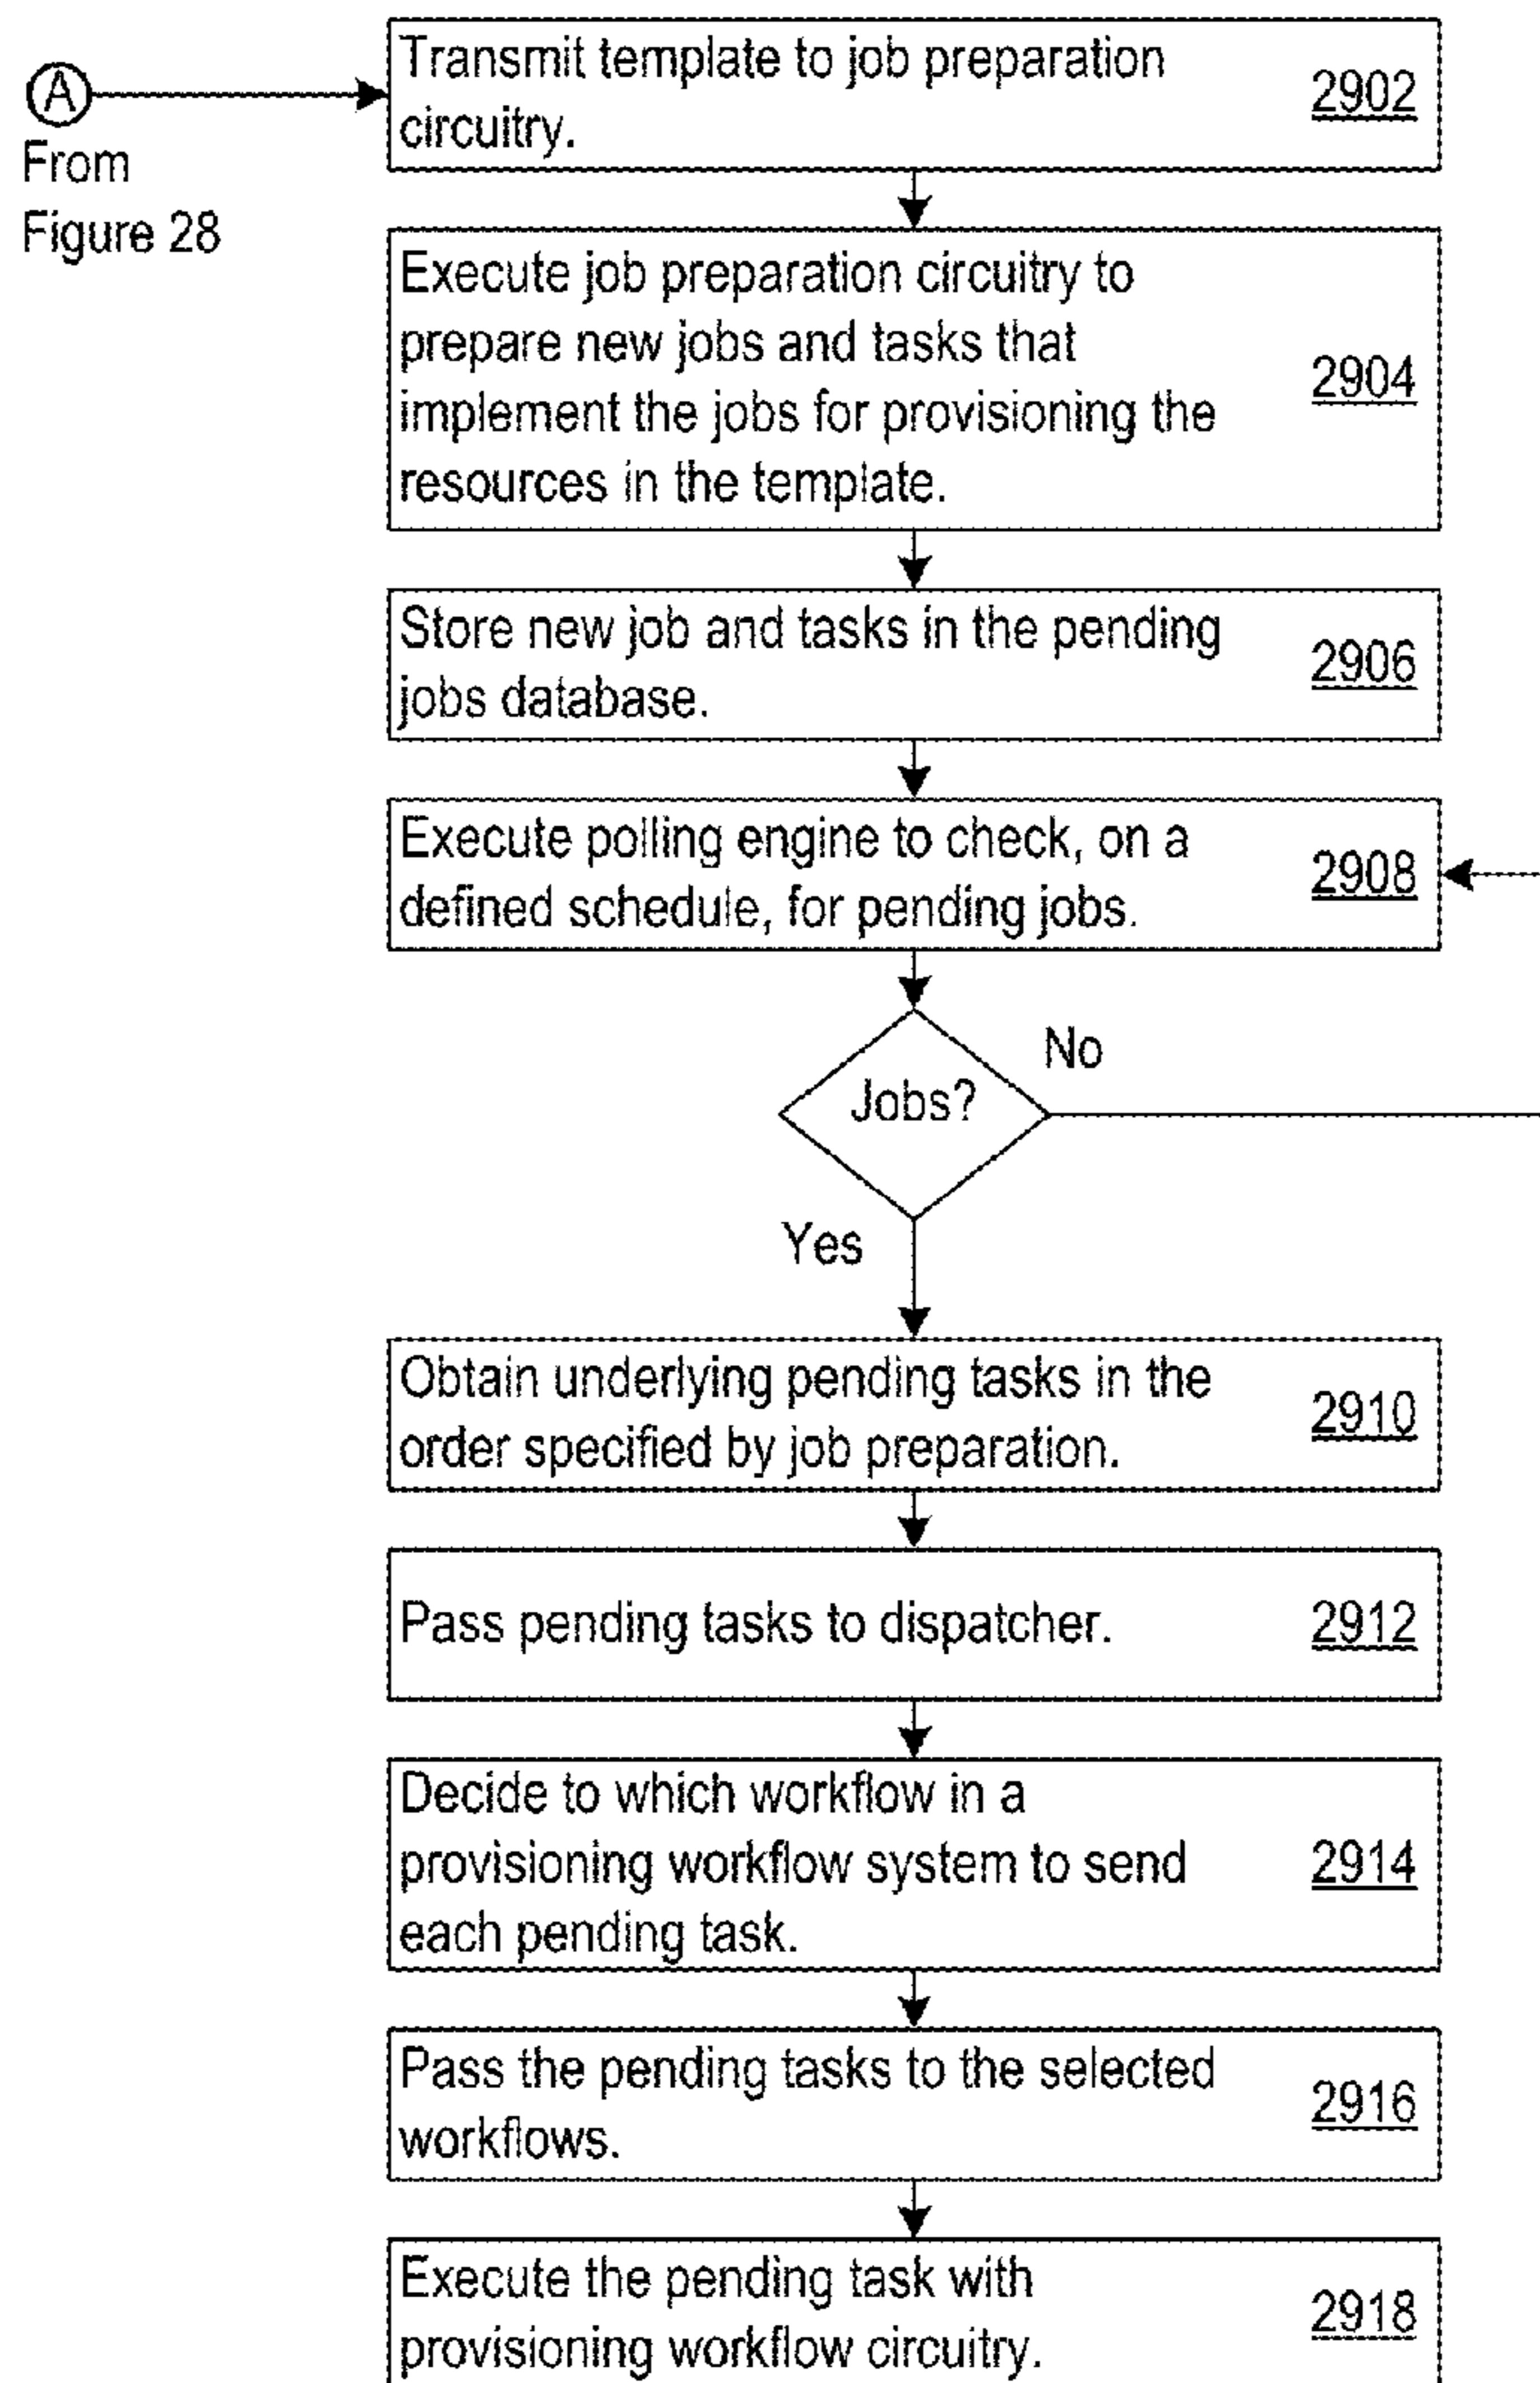 A
From
Figure 28
Transmit template to job preparation
circuitry.
2902
Execute job preparation circuitry to
prepare new jobs and tasks that
implement the jobs for provisioning the
resources in the template.
2904
Store new job and tasks in the pending
jobs database.
2906
Execute polling engine to check, on a
defined schedule, for pending jobs.
2908
Jobs?
No
Yes
Obtain underlying pending tasks in the
order specified by job preparation.
2910
Pass pending tasks to dispatcher.
2912
Decide to which workflow in a
provisioning workflow system to send
each pending task.
2914
Pass the pending tasks to the selected
workflows.
2916
Execute the pending task with
provisioning workflow circuitry.
2918